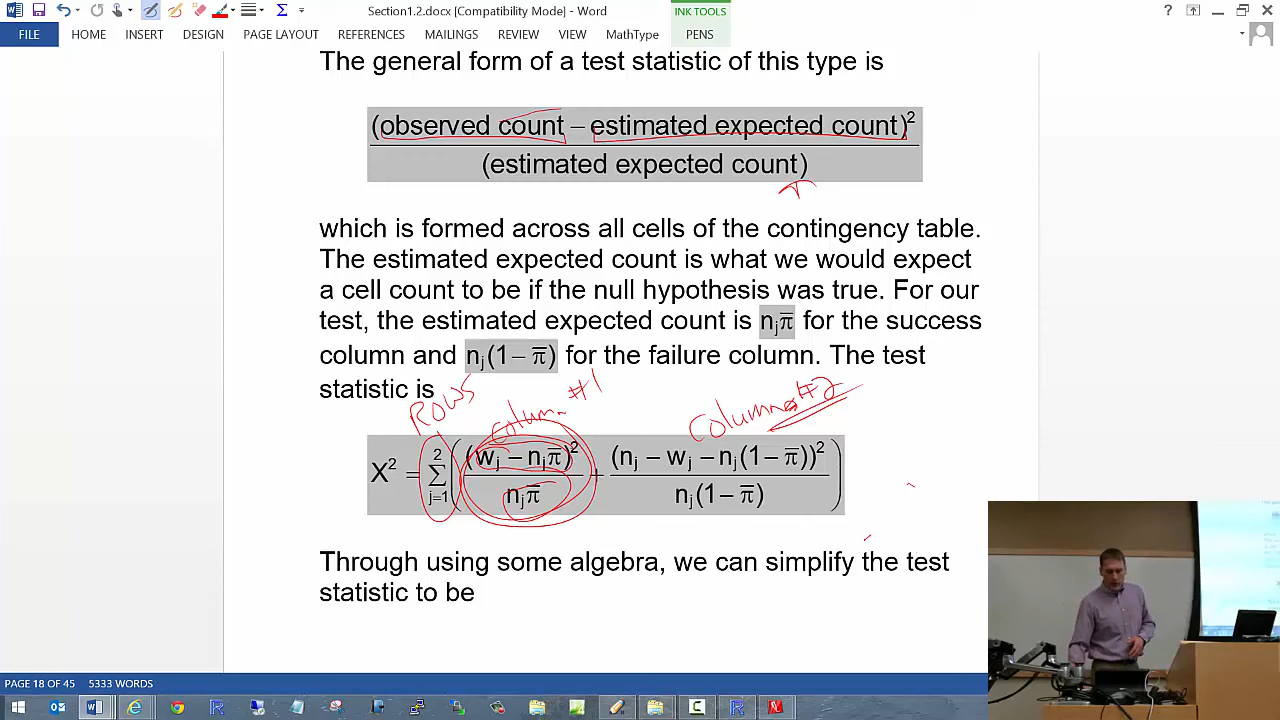 Section1.2.docx [Compatibility Mode] - Word
INK TOOLS
FILE HOME INSERT DESIGN PAGE LAYOUT REFERENCES MAILINGS REVIEW VIEW MathType PENS
The general form of a test statistic of this type is
(observed count − estimated expected count)²
(estimated expected count)
which is formed across all cells of the contingency table.
The estimated expected count is what we would expect
a cell count to be if the null hypothesis was true. For our
test, the estimated expected count is nⱼπ̅ for the success
column and nⱼ(1 − π̅) for the failure column. The test
statistic is
Rows
column #1
Column #2
X² = Σ_{j=1}^{2} ( (wⱼ − nⱼπ̅)² / nⱼπ̅ + (nⱼ − wⱼ − nⱼ(1 − π̅))² / nⱼ(1 − π̅) )
Through using some algebra, we can simplify the test
statistic to be
PAGE 18 OF 45 5333 WORDS